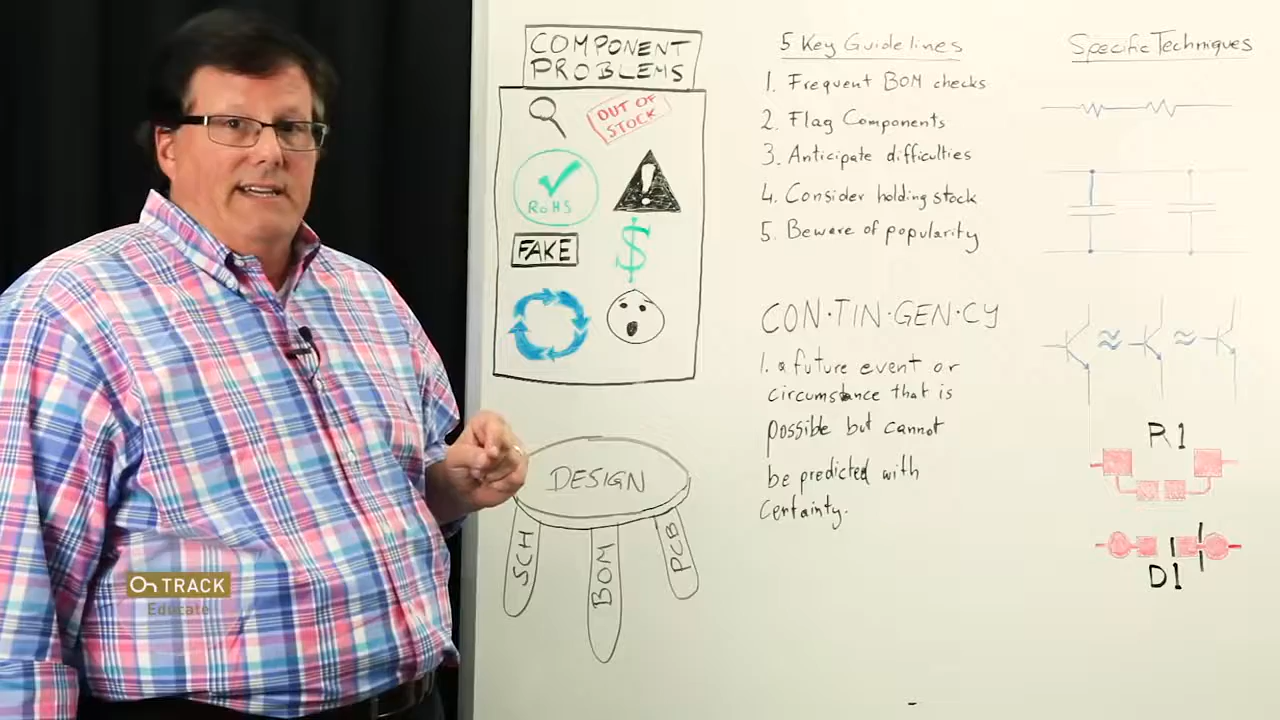 COMPONENT
PROBLEMS
OUT OF
STOCK
RoHS
FAKE
$
DESIGN
SCH
BOM
PCB
5 Key Guidelines
1. Frequent BOM checks
2. Flag Components
3. Anticipate difficulties
4. Consider holding stock
5. Beware of popularity
CON·TIN·GEN·CY
1. a future event or
circumstance that is
possible but cannot
be predicted with
certainty.
Specific Techniques
R1
D1
On TRACK
Educate